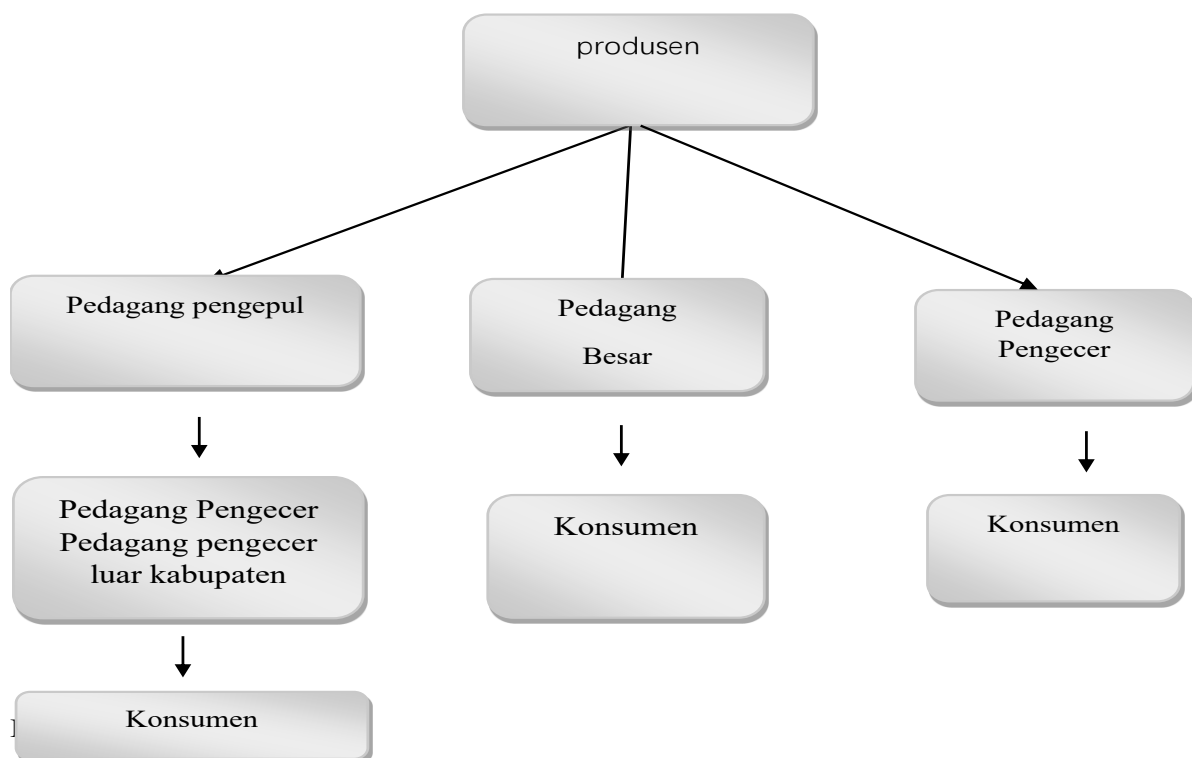 produsen
Pedagang pengepul
Pedagang
Besar
Pedagang
Pengecer
Pedagang Pengecer
Pedagang pengecer
luar kabupaten
Konsumen
Konsumen
Konsumen